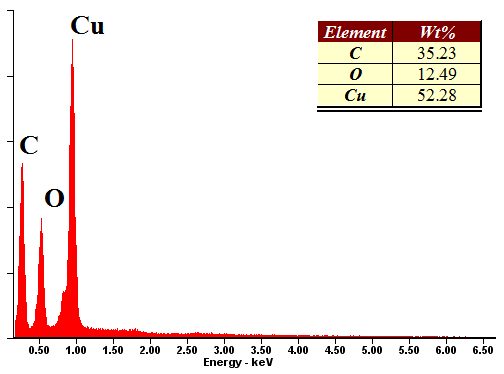 Cu
Element Wt%
C 35.23
O 12.49
Cu 52.28
C
O
0.50 1.00 1.50 2.00 2.50 3.00 3.50 4.00 4.50 5.00 5.50 6.00 6.50
Energy - keV